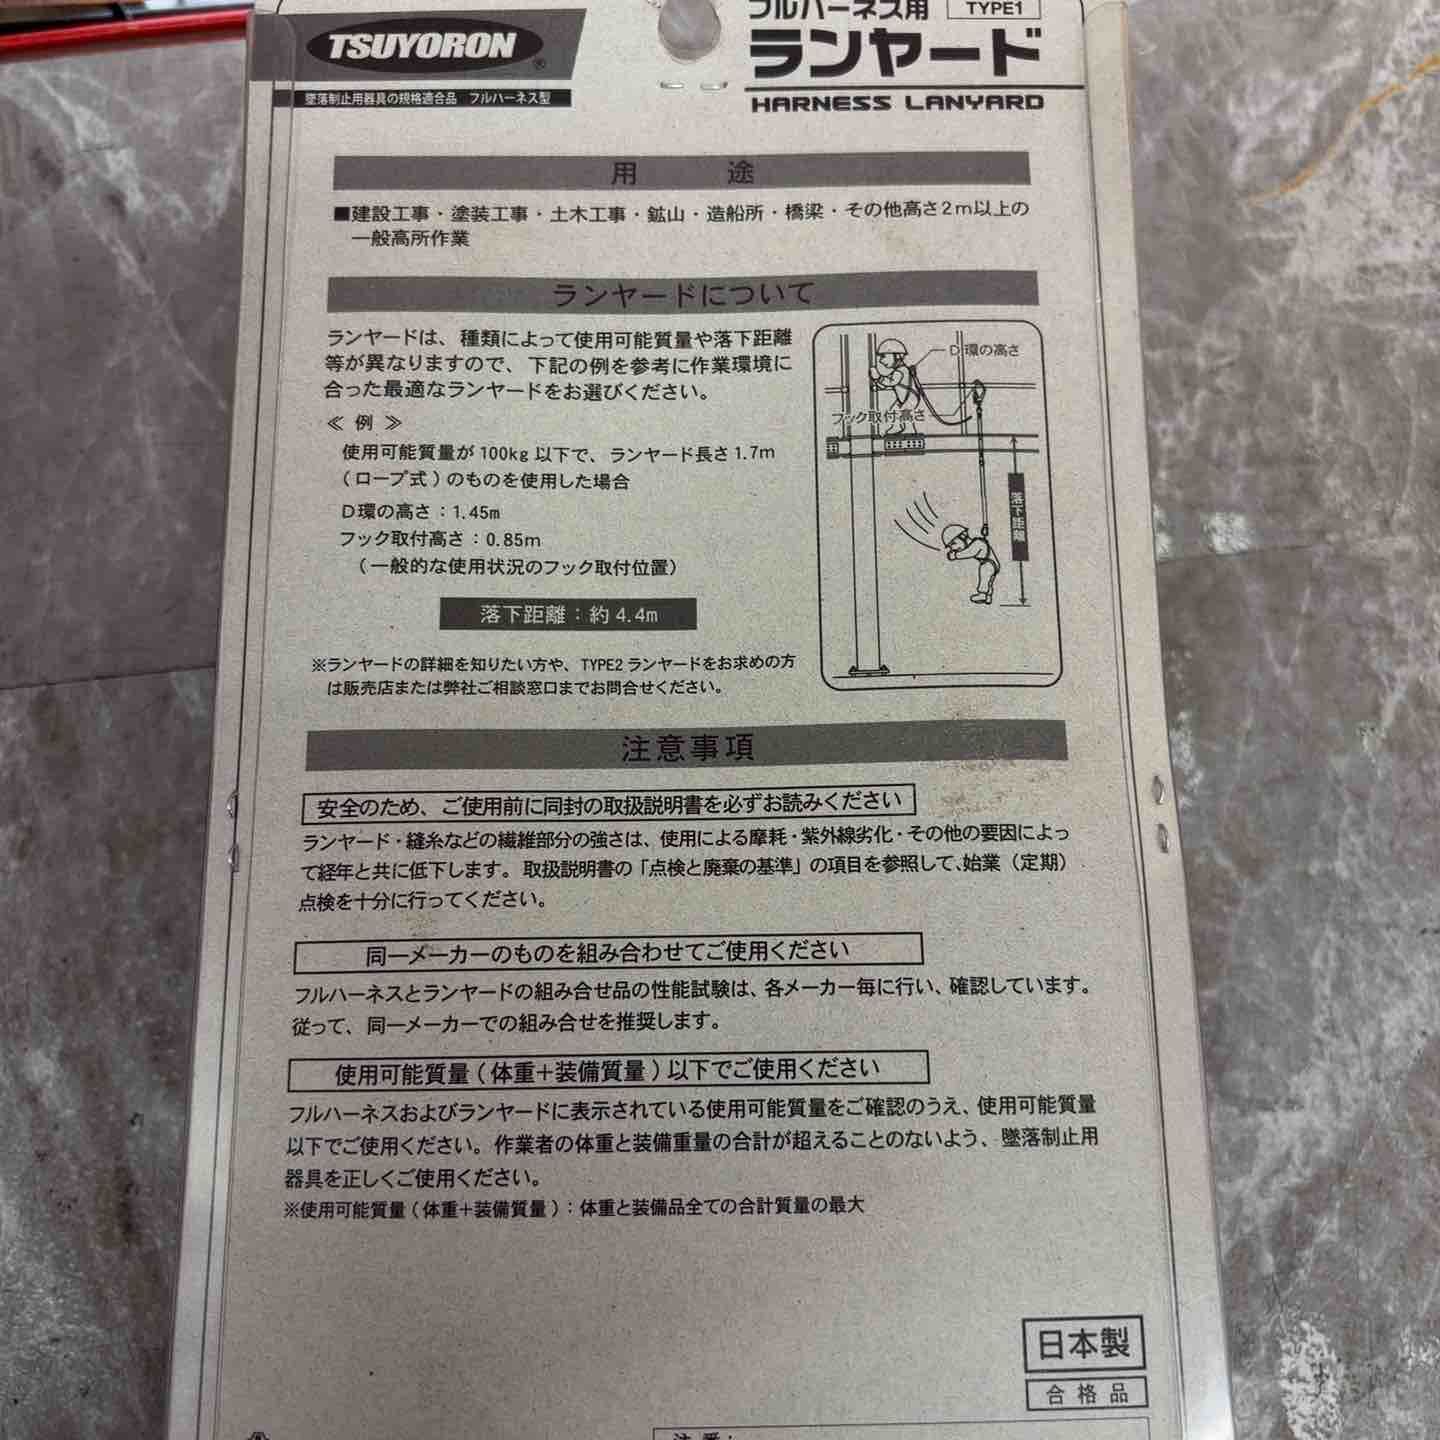 TSUYORON
墜落制止用器具の規格適合品 フルハーネス型
フルハーネス用 TYPE1
ランヤード
HARNESS LANYARD
用途
■建設工事・塗装工事・土木工事・鉱山・造船所・橋梁・その他高さ2m以上の
一般高所作業
ランヤードについて
ランヤードは、種類によって使用可能質量や落下距離
等が異なりますので、下記の例を参考に作業環境に
合った最適なランヤードをお選びください。
≪ 例 ≫
使用可能質量が100kg以下で、ランヤード長さ1.7m
(ロープ式)のものを使用した場合
D環の高さ:1.45m
フック取付高さ:0.85m
(一般的な使用状況のフック取付位置)
落下距離:約4.4m
※ランヤードの詳細を知りたい方や、TYPE2ランヤードをお求めの方
は販売店または弊社ご相談窓口までお問合せください。
D環の高さ
フック取付高さ
落下距離
注意事項
安全のため、ご使用前に同封の取扱説明書を必ずお読みください
ランヤード・縫糸などの繊維部分の強さは、使用による摩耗・紫外線劣化・その他の要因によっ
て経年と共に低下します。取扱説明書の「点検と廃棄の基準」の項目を参照して、始業(定期)
点検を十分に行ってください。
同一メーカーのものを組み合わせてご使用ください
フルハーネスとランヤードの組み合せ品の性能試験は、各メーカー毎に行い、確認しています。
従って、同一メーカーでの組み合せを推奨します。
使用可能質量(体重+装備質量)以下でご使用ください
フルハーネスおよびランヤードに表示されている使用可能質量をご確認のうえ、使用可能質量
以下でご使用ください。作業者の体重と装備重量の合計が超えることのないよう、墜落制止用
器具を正しくご使用ください。
※使用可能質量(体重+装備質量):体重と装備品全ての合計質量の最大
日本製
合格品